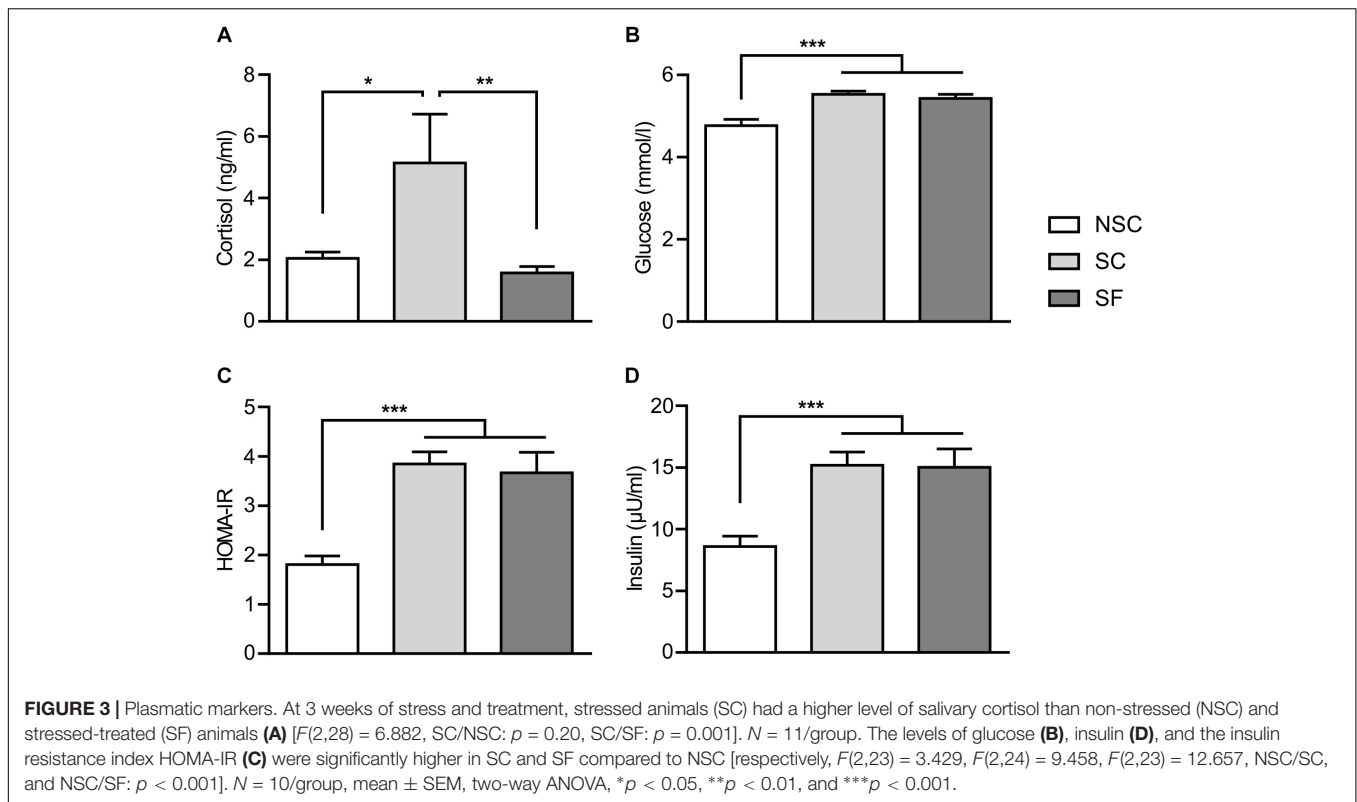 A
B
***
8
*
**
6
Cortisol (ng/ml)
6
4
2
0
Glucose (mmol/l)
4
2
0
NSC
SC
SF
C
D
5
***
4
HOMA-IR
3
2
1
0
20
***
15
Insulin (µU/ml)
10
5
0
FIGURE 3 | Plasmatic markers. At 3 weeks of stress and treatment, stressed animals (SC) had a higher level of salivary cortisol than non-stressed (NSC) and
stressed-treated (SF) animals (A) [F(2,28) = 6.882, SC/NSC: p = 0.20, SC/SF: p = 0.001]. N = 11/group. The levels of glucose (B), insulin (D), and the insulin
resistance index HOMA-IR (C) were significantly higher in SC and SF compared to NSC [respectively, F(2,23) = 3.429, F(2,24) = 9.458, F(2,23) = 12.657, NSC/SC,
and NSC/SF: p < 0.001]. N = 10/group, mean ± SEM, two-way ANOVA, *p < 0.05, **p < 0.01, and ***p < 0.001.